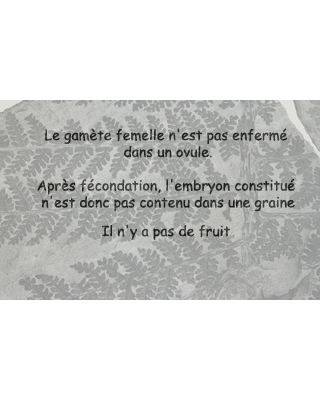 Le gamète femelle n'est pas enfermé
dans un ovule.
Après fécondation, l'embryon constitué
n'est donc pas contenu dans une graine
Il n'y a pas de fruit